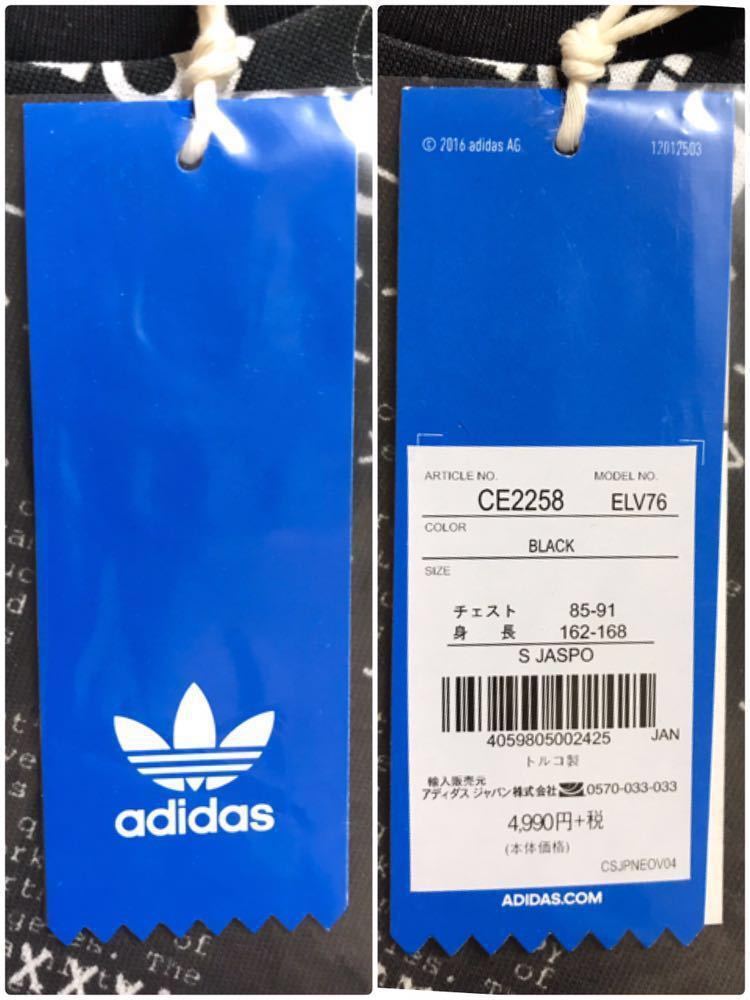 adidas
© 2016 adidas AG 12012503
ARTICLE NO. MODEL NO.
CE2258 ELV76
COLOR
BLACK
SIZE
チェスト 85-91
身 長 162-168
S JASPO
4059805002425 JAN
トルコ製
輸入販売元
アディダス ジャパン株式会社 0570-033-033
4,990円+税
(本体価格)
CSJPNEOV04
ADIDAS.COM
of
The
of